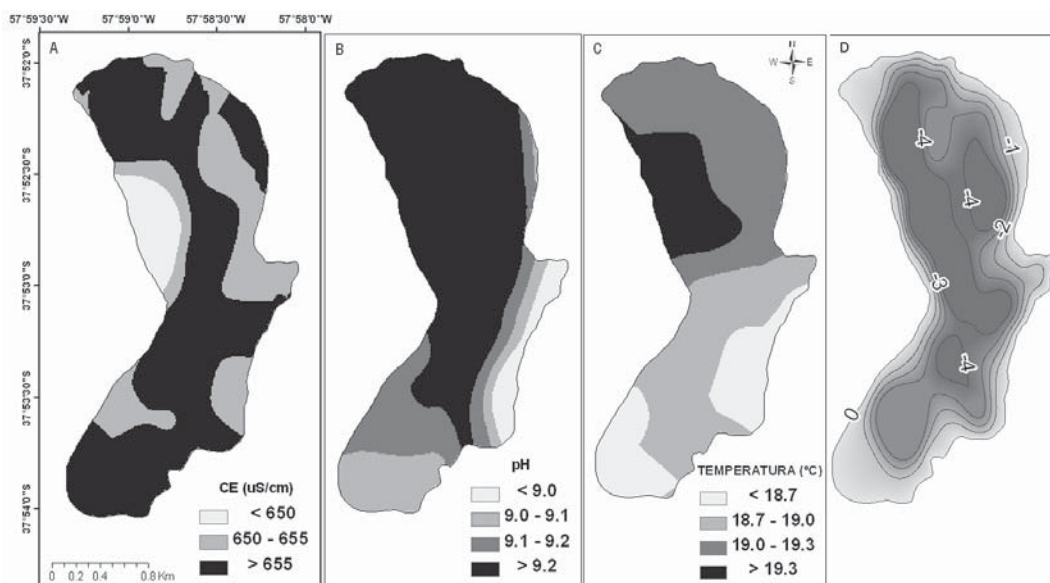 57°59'30"W 57°59'0"W 57°58'30"W 57°58'0"W
37°52'0"S
37°52'30"S
37°53'0"S
37°53'30"S
37°54'0"S
A
CE (uS/cm)
< 650
650 - 655
> 655
0 0.2 0.4 0.8 Km
B
pH
< 9.0
9.0 - 9.1
9.1 - 9.2
> 9.2
C
N
W E
S
TEMPERATURA (°C)
< 18.7
18.7 - 19.0
19.0 - 19.3
> 19.3
D
-4
-1
-4
-2
-3
-4
0